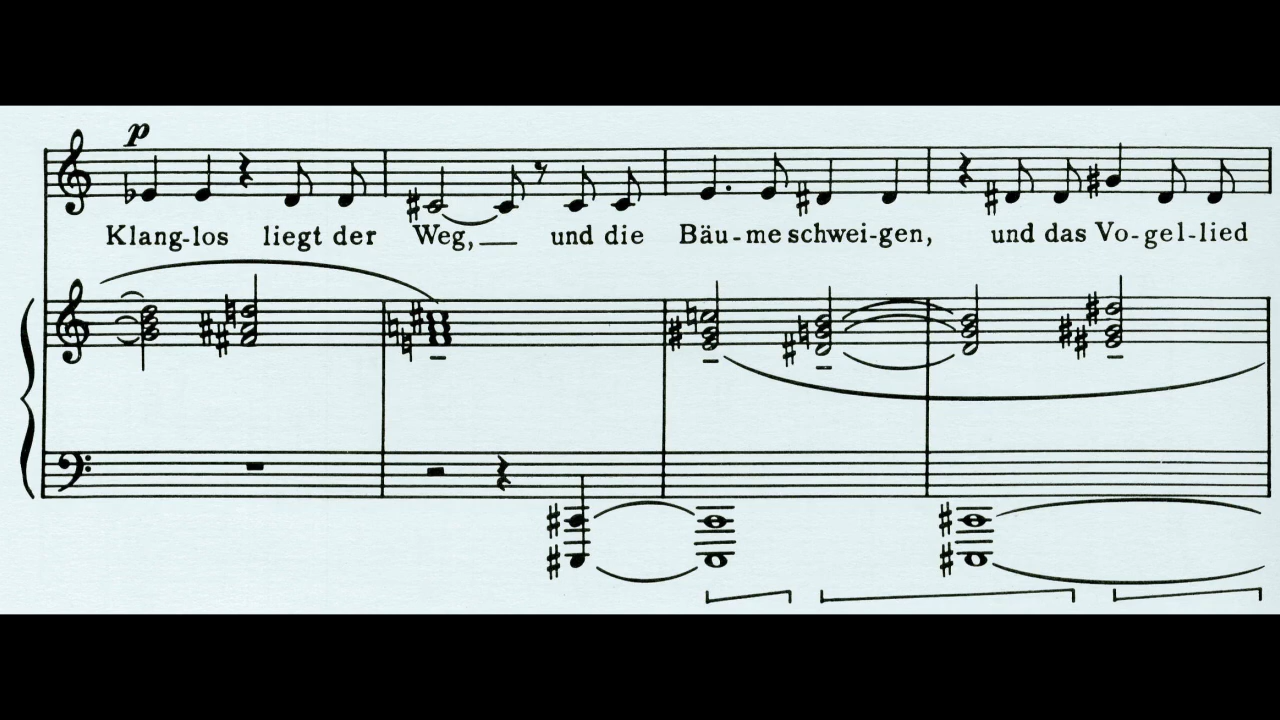 p
Klang-los liegt der Weg, und die Bäu-me schwei-gen, und das Vo-gel-lied